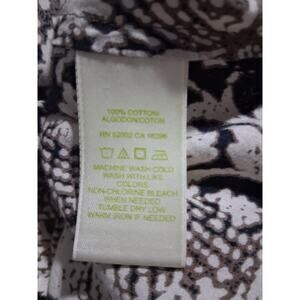 100% COTTON/
ALGODON/COTON
RN 52002 CA 16396
MACHINE WASH COLD
WASH WITH LIKE
COLORS
NON-CHLORINE BLEACH
WHEN NEEDED
TUMBLE DRY LOW
WARM IRON IF NEEDED